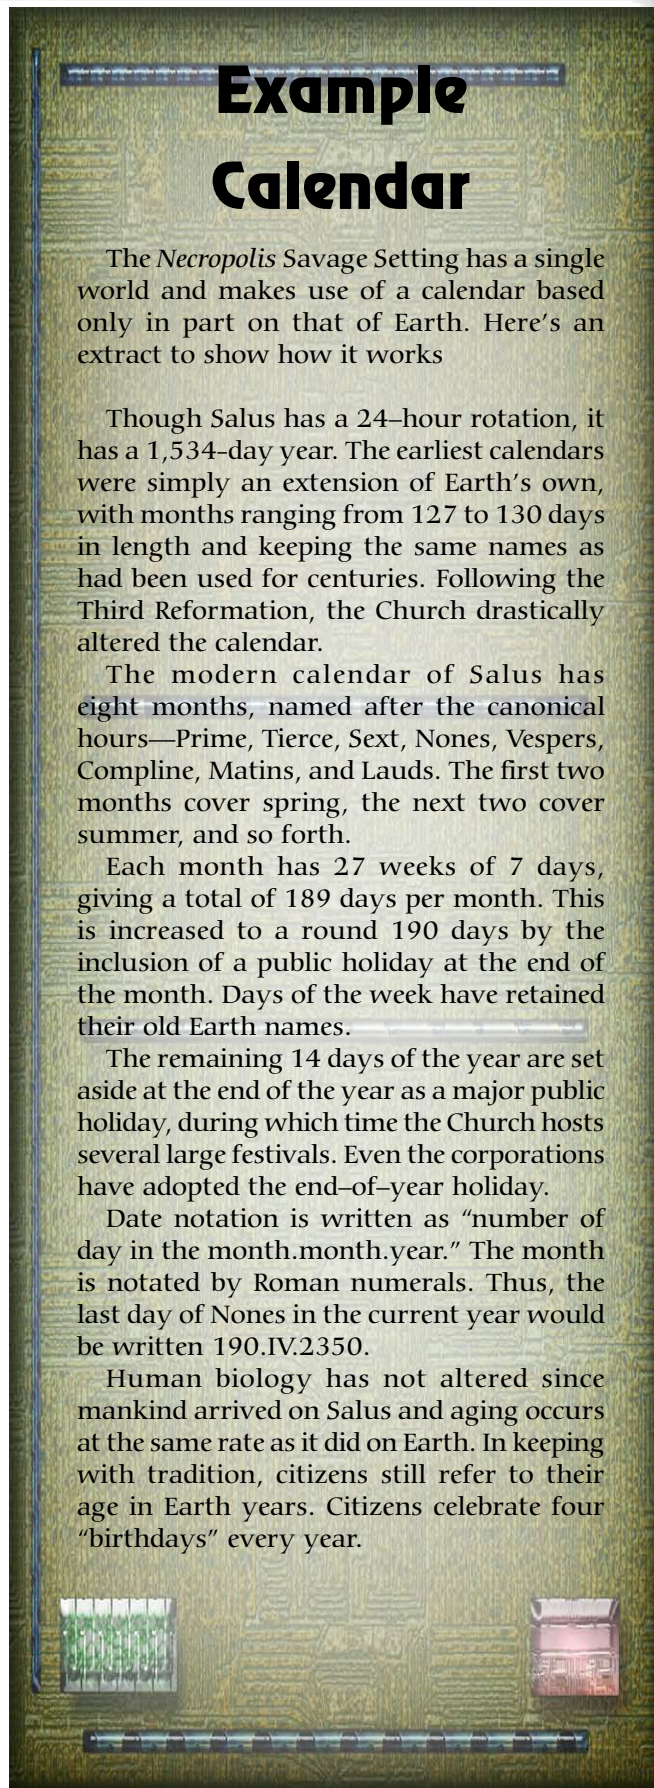 Example
Calendar
The Necropolis Savage Setting has a single
world and makes use of a calendar based
only in part on that of Earth. Here's an
extract to show how it works
Though Salus has a 24–hour rotation, it
has a 1,534-day year. The earliest calendars
were simply an extension of Earth's own,
with months ranging from 127 to 130 days
in length and keeping the same names as
had been used for centuries. Following the
Third Reformation, the Church drastically
altered the calendar.
The modern calendar of Salus has
eight months, named after the canonical
hours—Prime, Tierce, Sext, Nones, Vespers,
Compline, Matins, and Lauds. The first two
months cover spring, the next two cover
summer, and so forth.
Each month has 27 weeks of 7 days,
giving a total of 189 days per month. This
is increased to a round 190 days by the
inclusion of a public holiday at the end of
the month. Days of the week have retained
their old Earth names.
The remaining 14 days of the year are set
aside at the end of the year as a major public
holiday, during which time the Church hosts
several large festivals. Even the corporations
have adopted the end–of–year holiday.
Date notation is written as “number of
day in the month.month.year.” The month
is notated by Roman numerals. Thus, the
last day of Nones in the current year would
be written 190.IV.2350.
Human biology has not altered since
mankind arrived on Salus and aging occurs
at the same rate as it did on Earth. In keeping
with tradition, citizens still refer to their
age in Earth years. Citizens celebrate four
“birthdays” every year.